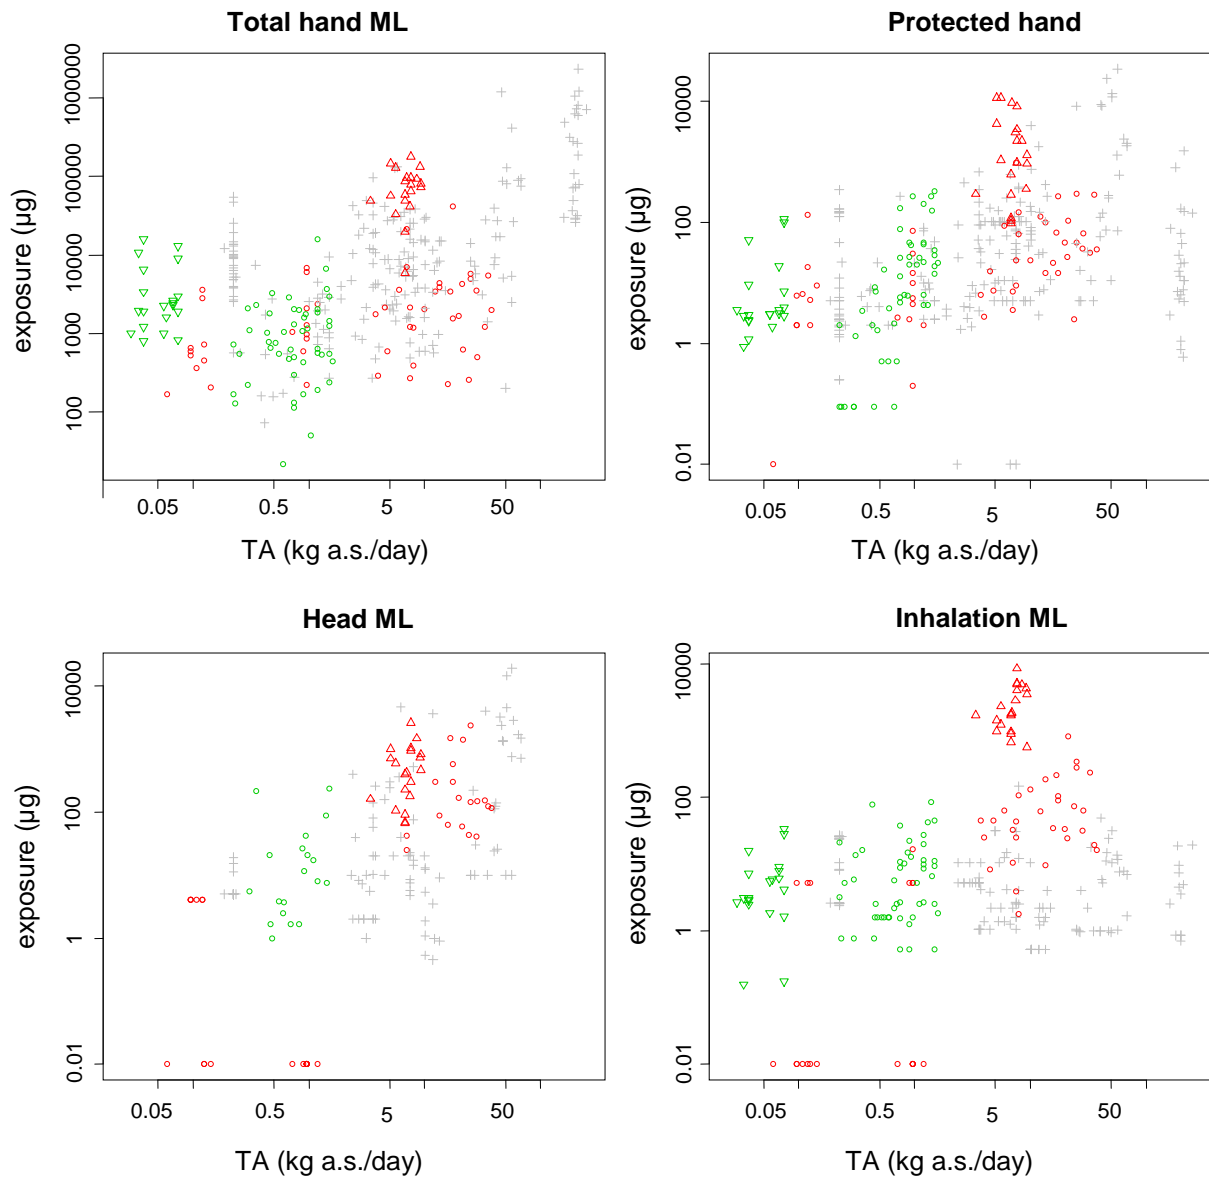 Total hand ML
exposure (µg)
100
1000
10000
100000
1000000
0.05
0.5
5
50
TA (kg a.s./day)
Protected hand
exposure (µg)
0.01
1
100
10000
0.05
0.5
5
50
TA (kg a.s./day)
Head ML
exposure (µg)
0.01
1
100
10000
0.05
0.5
5
50
TA (kg a.s./day)
Inhalation ML
exposure (µg)
0.01
1
100
10000
0.05
0.5
5
50
TA (kg a.s./day)